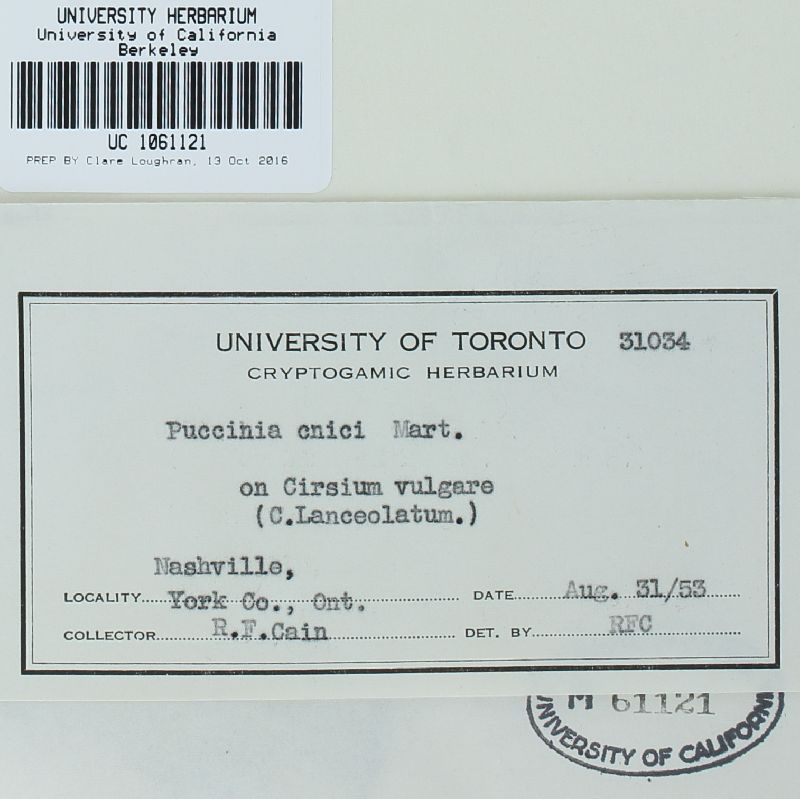 UNIVERSITY HERBARIUM
University of California
Berkeley
UC 1061121
PREP BY Clare Loughran, 13 Oct 2016
UNIVERSITY OF TORONTO 31034
CRYPTOGAMIC HERBARIUM
Puccinia cnici Mart.
on Cirsium vulgare
(C.Lanceolatum.)
Nashville,
LOCALITY York Co., Ont. DATE Aug. 31/53
COLLECTOR R.F.Cain DET. BY RFC
M 61121
UNIVERSITY OF CALIFORNI